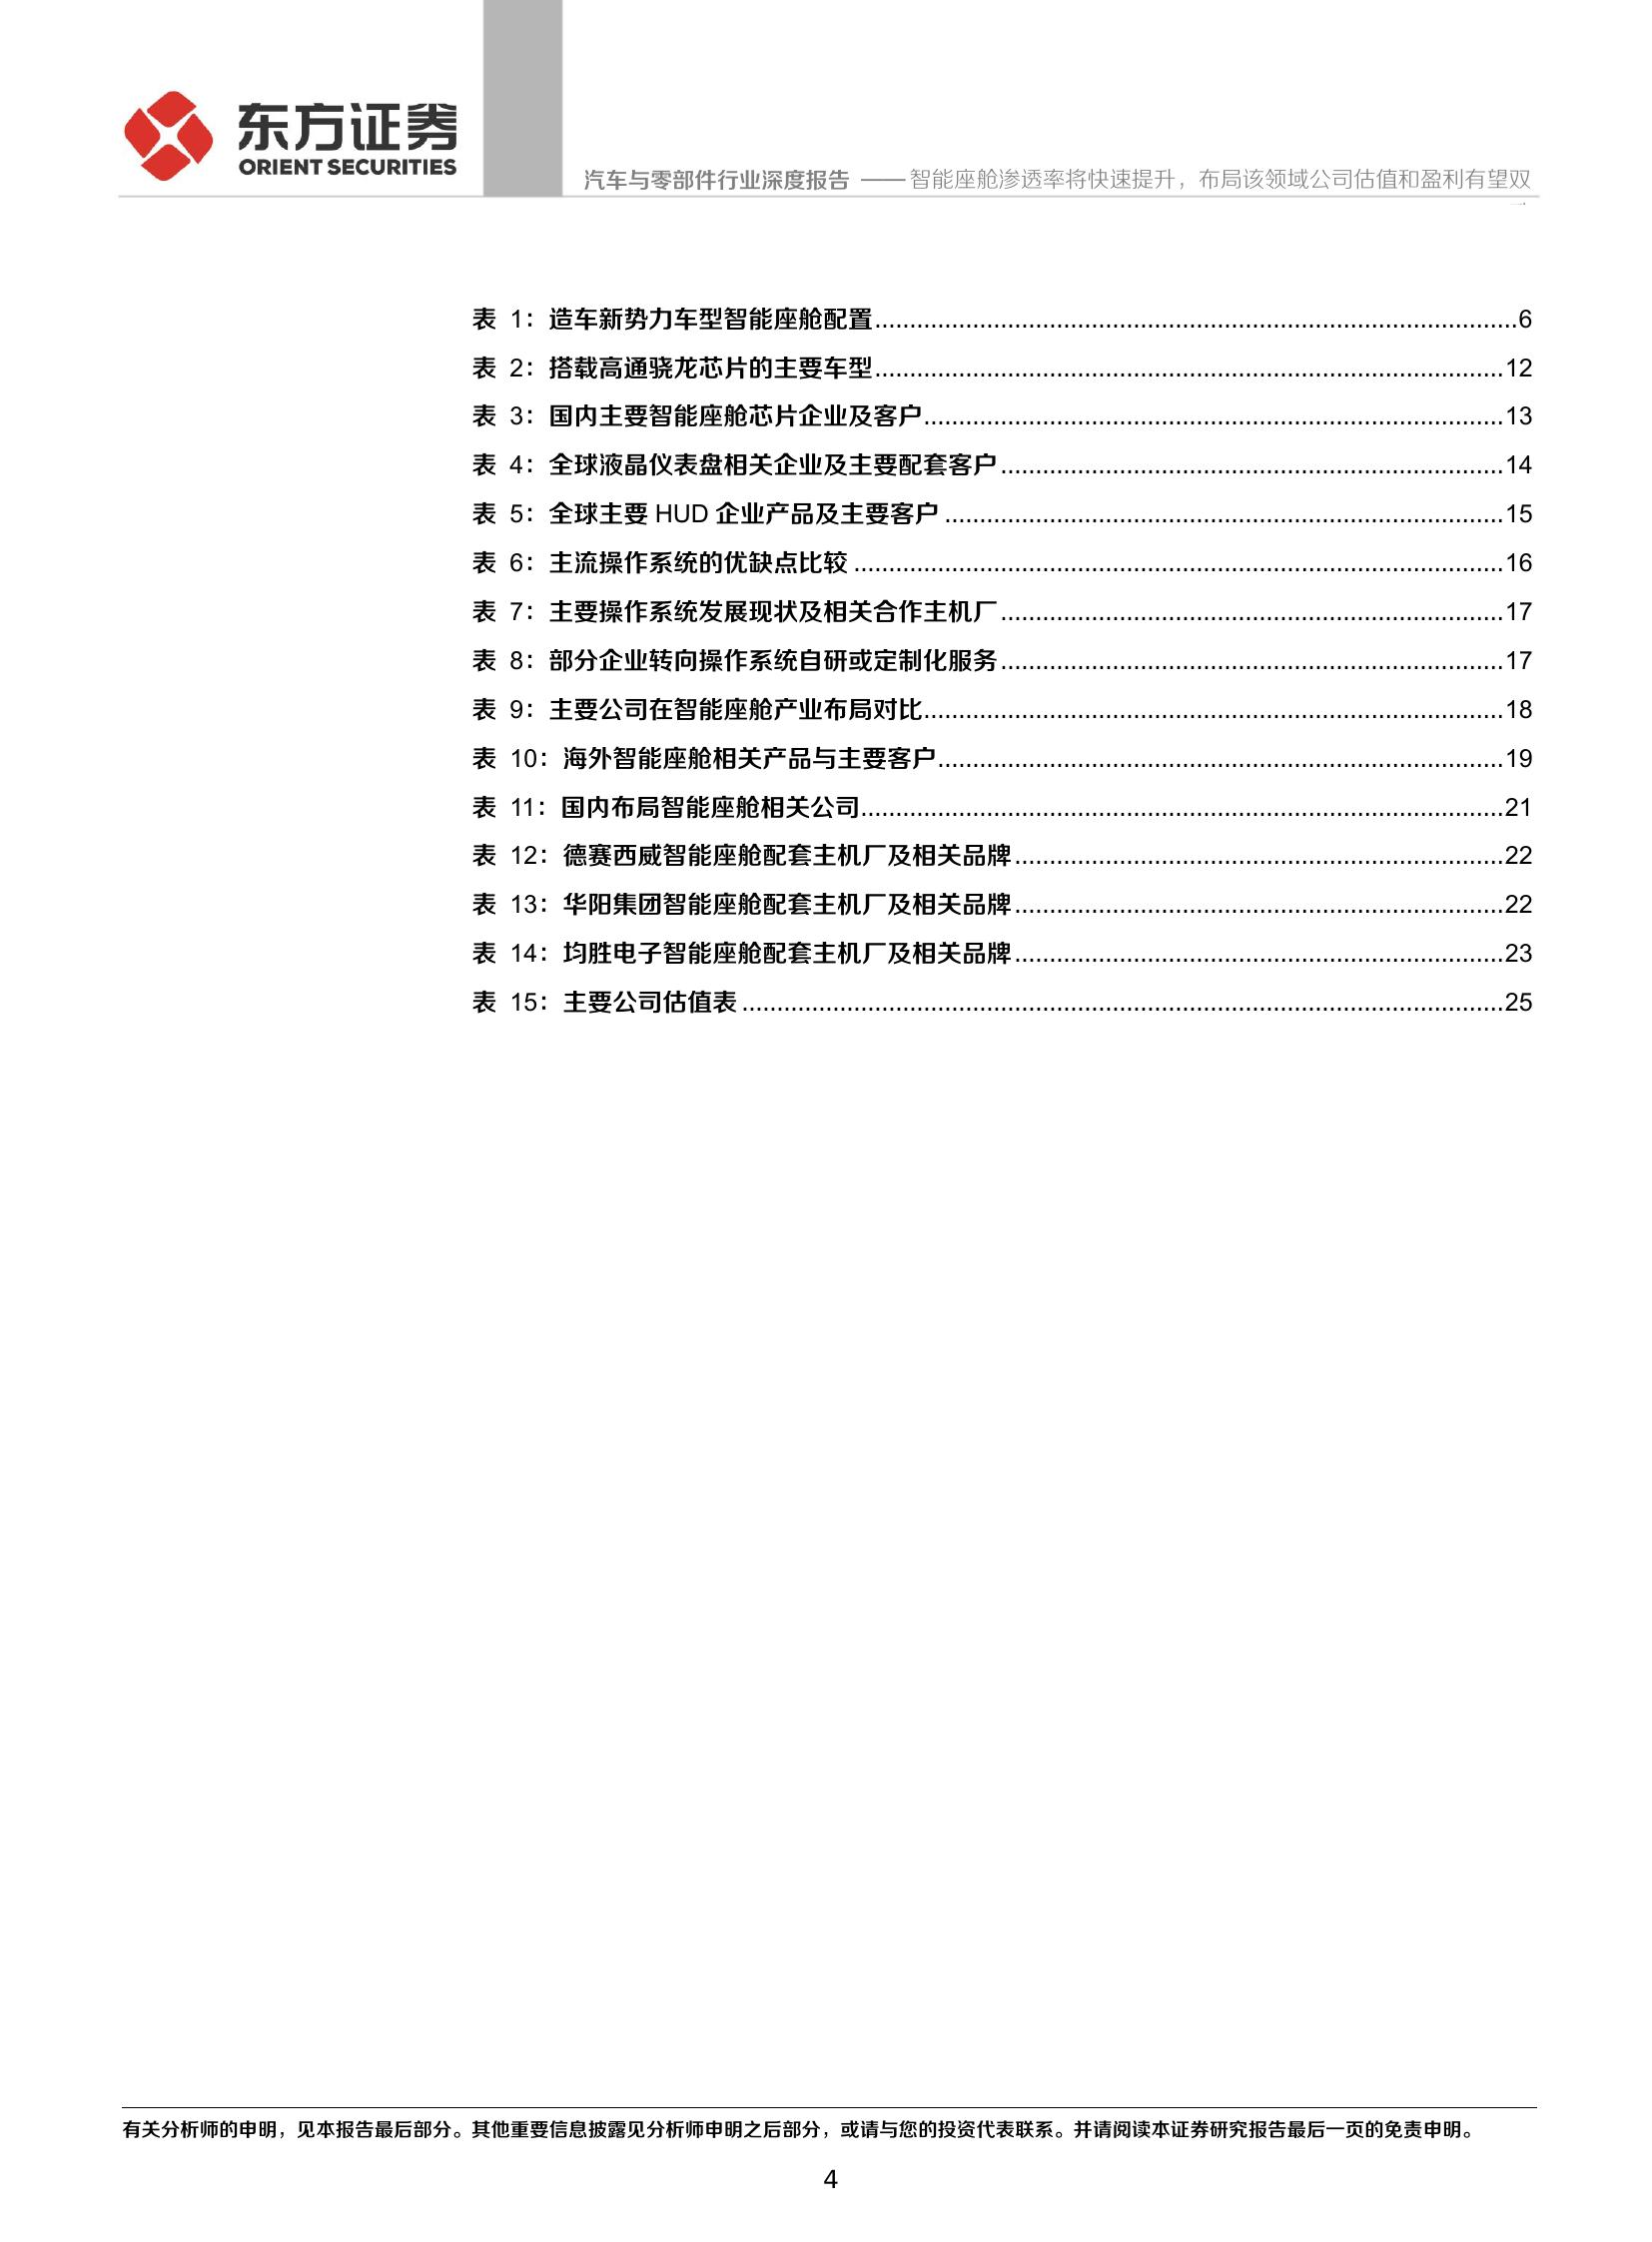 东方证券
ORIENT SECURITIES
汽车与零部件行业深度报告 —— 智能座舱渗透率将快速提升，布局该领域公司估值和盈利有望双
表 1：造车新势力车型智能座舱配置........................................6
表 2：搭载高通骁龙芯片的主要车型........................................12
表 3：国内主要智能座舱芯片企业及客户........................................13
表 4：全球液晶仪表盘相关企业及主要配套客户........................................14
表 5：全球主要 HUD 企业产品及主要客户........................................15
表 6：主流操作系统的优缺点比较........................................16
表 7：主要操作系统发展现状及相关合作主机厂........................................17
表 8：部分企业转向操作系统自研或定制化服务........................................17
表 9：主要公司在智能座舱产业布局对比........................................18
表 10：海外智能座舱相关产品与主要客户........................................19
表 11：国内布局智能座舱相关公司........................................21
表 12：德赛西威智能座舱配套主机厂及相关品牌........................................22
表 13：华阳集团智能座舱配套主机厂及相关品牌........................................22
表 14：均胜电子智能座舱配套主机厂及相关品牌........................................23
表 15：主要公司估值表........................................25
有关分析师的申明，见本报告最后部分。其他重要信息披露见分析师申明之后部分，或请与您的投资代表联系。并请阅读本证券研究报告最后一页的免责申明。
4